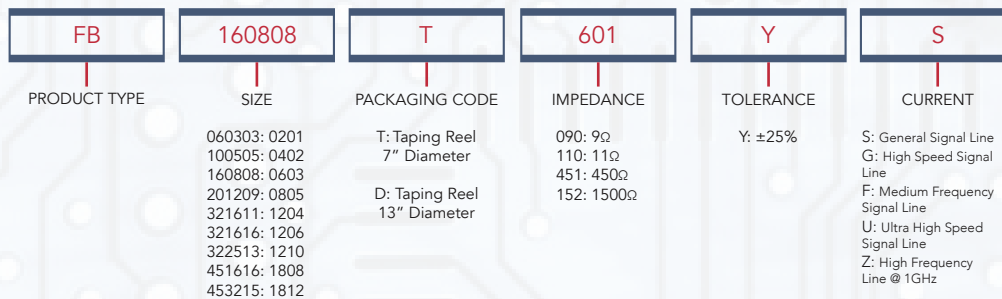 FB 160808 T 601 Y S
PRODUCT TYPE SIZE PACKAGING CODE IMPEDANCE TOLERANCE CURRENT
060303: 0201
100505: 0402
160808: 0603
201209: 0805
321611: 1204
321616: 1206
322513: 1210
451616: 1808
453215: 1812
T: Taping Reel
7” Diameter
D: Taping Reel
13” Diameter
090: 9Ω
110: 11Ω
451: 450Ω
152: 1500Ω
Y: ±25%
S: General Signal Line
G: High Speed Signal
Line
F: Medium Frequency
Signal Line
U: Ultra High Speed
Signal Line
Z: High Frequency
Line @ 1GHz